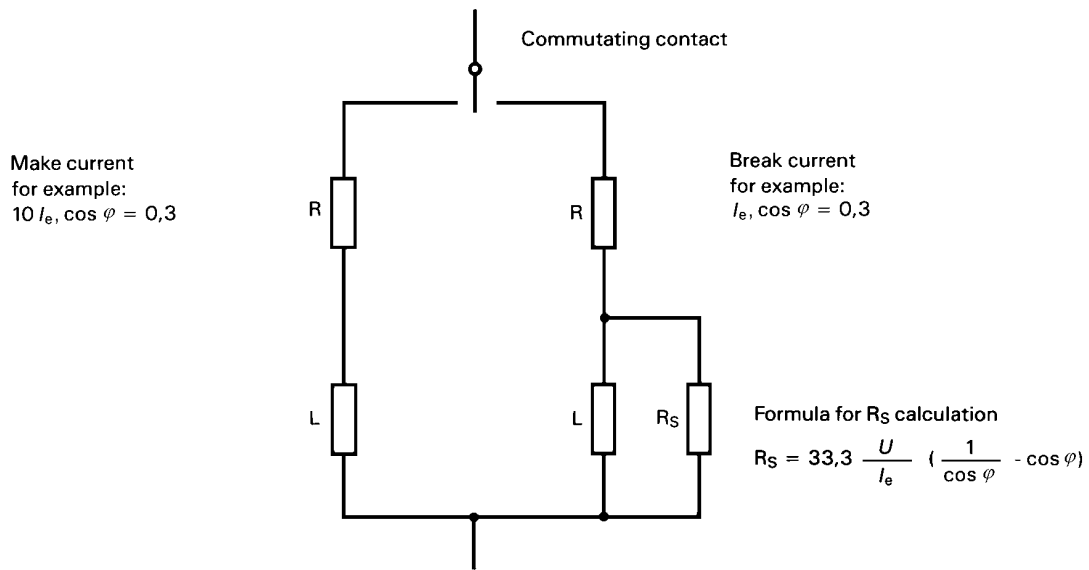 Commutating contact
Make current
for example:
10 Ie, cos φ = 0,3
Break current
for example:
Ie, cos φ = 0,3
R
R
L
L
RS
Formula for RS calculation
RS = 33,3 U/Ie (1/cos φ - cos φ)